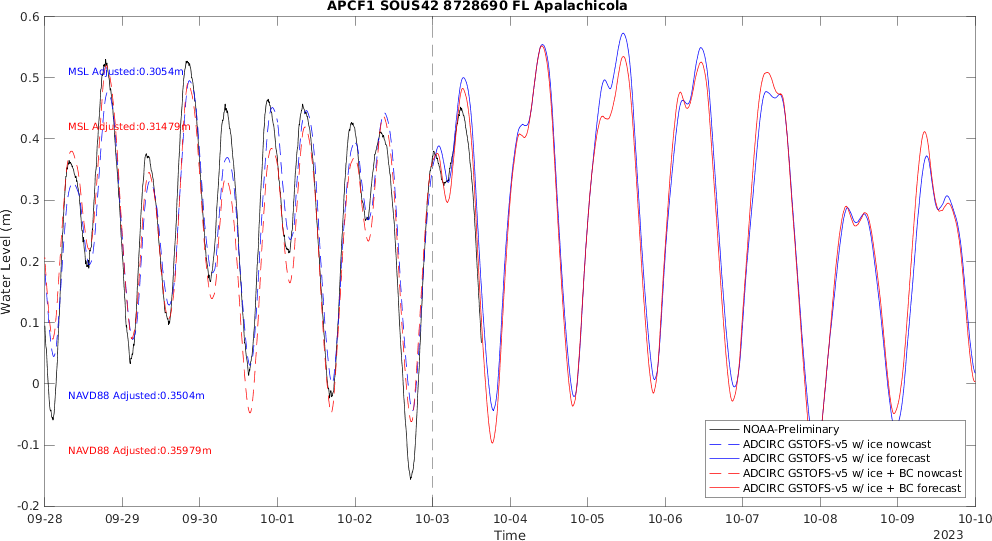 APCF1 SOUS42 8728690 FL Apalachicola
0.6
0.5
0.4
0.3
0.2
0.1
0
-0.1
-0.2
Water Level (m)
MSL Adjusted:0.3054m
MSL Adjusted:0.31479m
NAVD88 Adjusted:0.3504m
NAVD88 Adjusted:0.35979m
NOAA-Preliminary
ADCIRC GSTOFS-v5 w/ ice nowcast
ADCIRC GSTOFS-v5 w/ ice forecast
ADCIRC GSTOFS-v5 w/ ice + BC nowcast
ADCIRC GSTOFS-v5 w/ ice + BC forecast
09-28 09-29 09-30 10-01 10-02 10-03 10-04 10-05 10-06 10-07 10-08 10-09 10-10
Time
2023